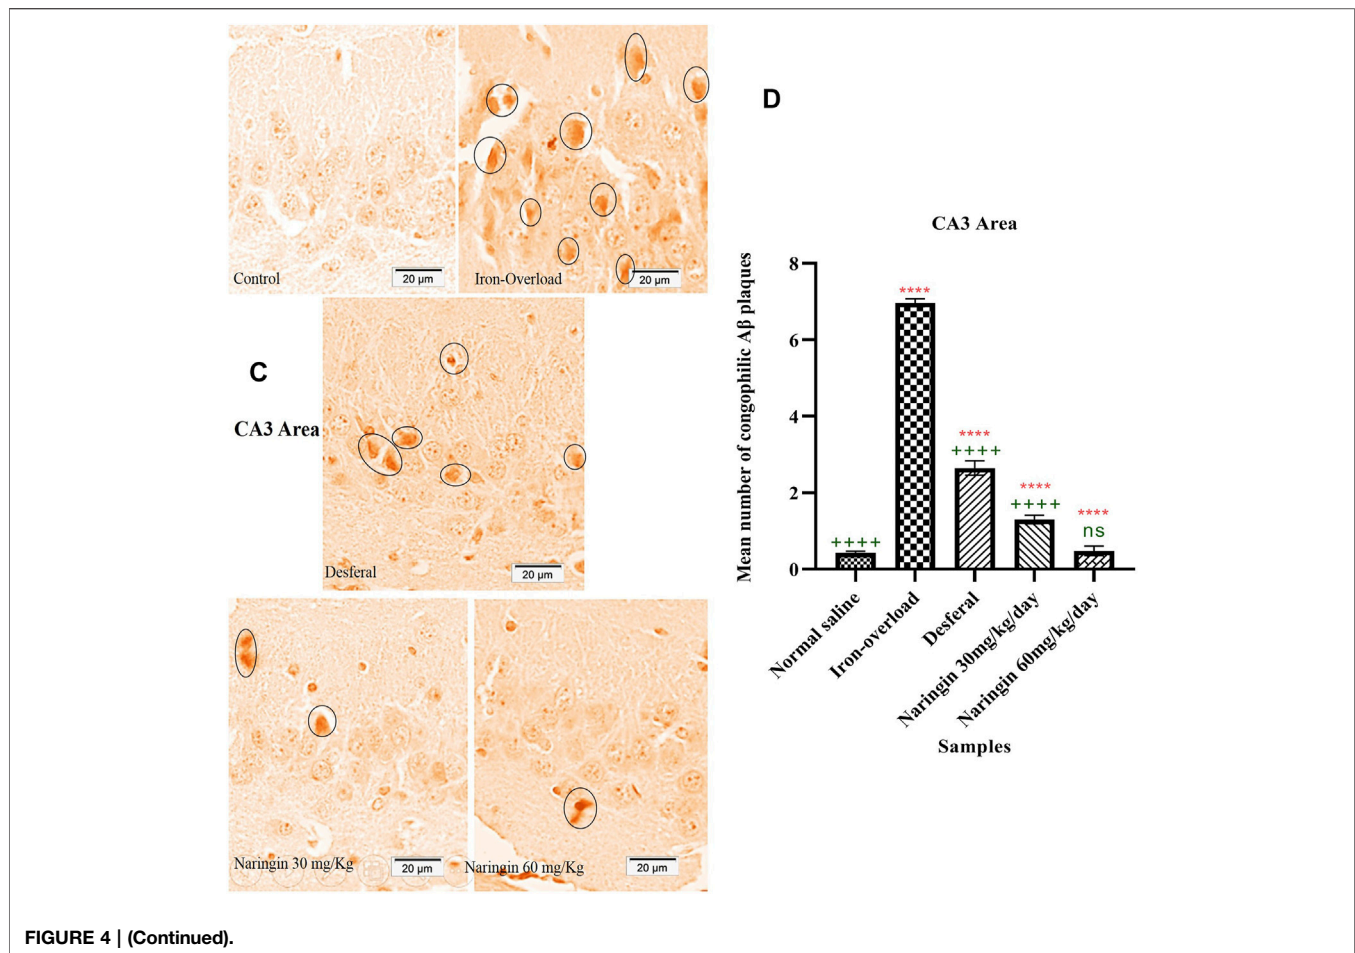 Control
20 µm
Iron-Overload
20 µm
C
CA3 Area
Desferal
20 µm
Naringin 30 mg/Kg
20 µm
Naringin 60 mg/Kg
20 µm
D
CA3 Area
Mean number of congophilic Aβ plaques
8
6
4
2
0
++++
****
****
++++
****
++++
****
ns
Normal saline
Iron-overload
Desferal
Naringin 30mg/kg/day
Naringin 60mg/kg/day
Samples
FIGURE 4 | (Continued).